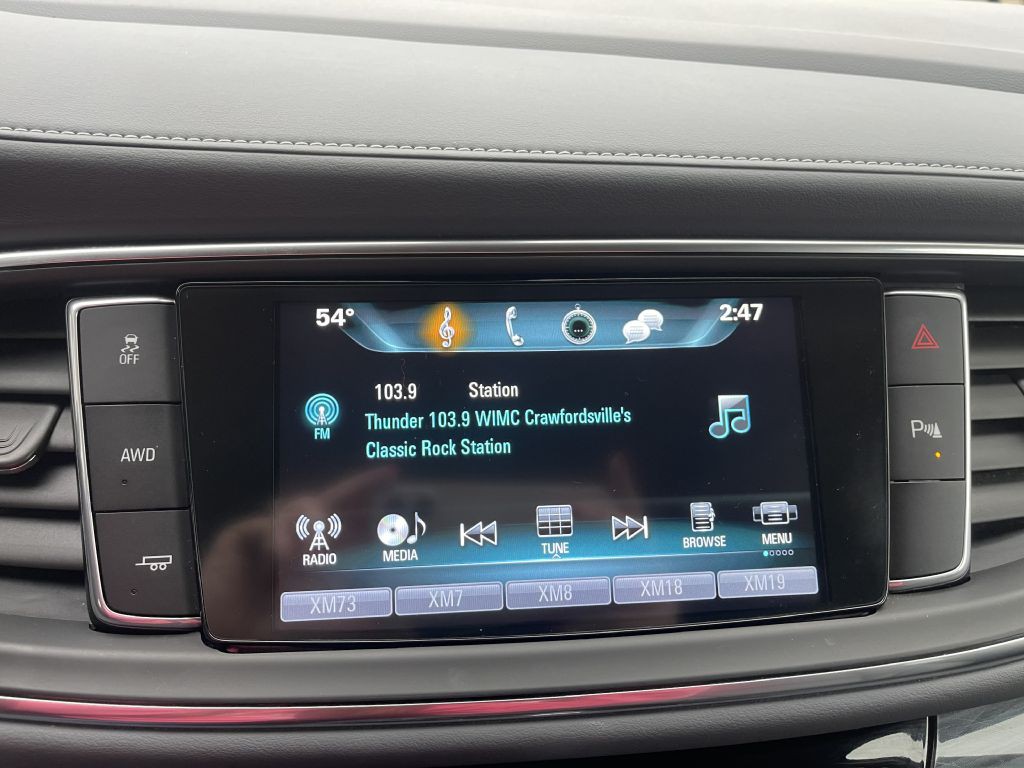 54° 2:47
OFF
AWD
103.9 Station
FM
Thunder 103.9 WIMC Crawfordsville's
Classic Rock Station
P
RADIO MEDIA TUNE BROWSE MENU
XM73 XM7 XM8 XM18 XM19